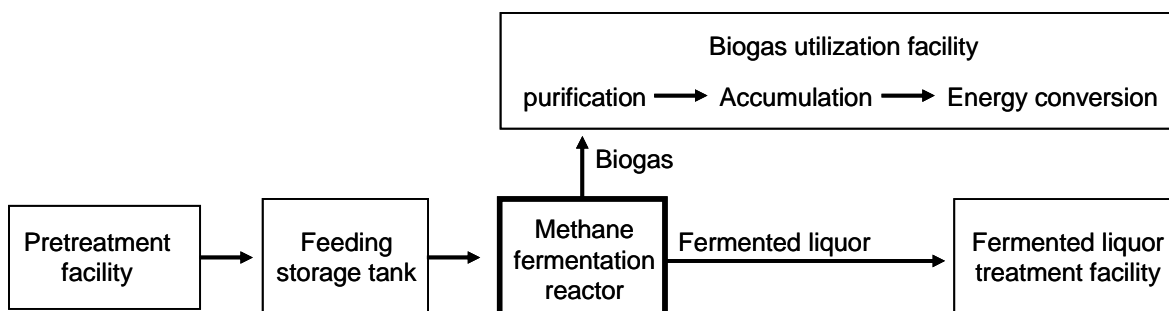 Biogas utilization facility
purification
Accumulation
Energy conversion
Biogas
Pretreatment
facility
Feeding
storage tank
Methane
fermentation
reactor
Fermented liquor
Fermented liquor
treatment facility